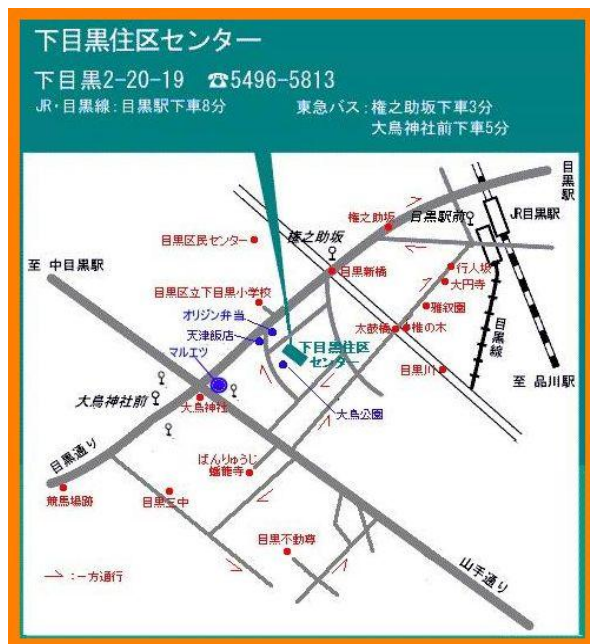 下目黒住区センター
下目黒2-20-19 ☎5496-5813
JR・目黒線:目黒駅下車8分
東急バス:権之助坂下車3分
大鳥神社前下車5分
目黒駅
権之助坂
目黒駅前
JR目黒駅
目黒区民センター
権之助坂
至 中目黒駅
目黒新橋
行人坂
大円寺
目黒区立下目黒小学校
雅叙園
オリジン弁当
太鼓橋
椎の木
目黒線
天津飯店
下目黒住区
センター
マルエツ
目黒川
至 品川駅
大鳥神社前
大鳥神社
大鳥公園
目黒通り
ばんりゅうじ
蟠龍寺
競馬場跡
目黒三中
目黒不動尊
山手通り
:一方通行